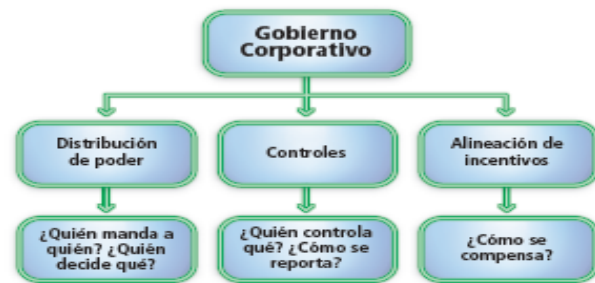 Gobierno
Corporativo
Distribución
de poder
Controles
Alineación de
incentivos
¿Quién manda a
quién? ¿Quién
decide qué?
¿Quién controla
qué? ¿Cómo se
reporta?
¿Cómo se
compensa?